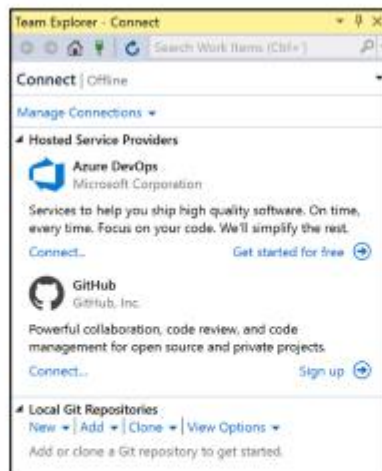 Team Explorer - Connect
Search Work Items (Ctrl+')
Connect | Offline
Manage Connections
Hosted Service Providers
Azure DevOps
Microsoft Corporation
Services to help you ship high quality software. On time,
every time. Focus on your code. We'll simplify the rest.
Connect... Get started for free
GitHub
GitHub, Inc.
Powerful collaboration, code review, and code
management for open source and private projects.
Connect... Sign up
Local Git Repositories
New | Add | Clone | View Options
Add or clone a Git repository to get started.